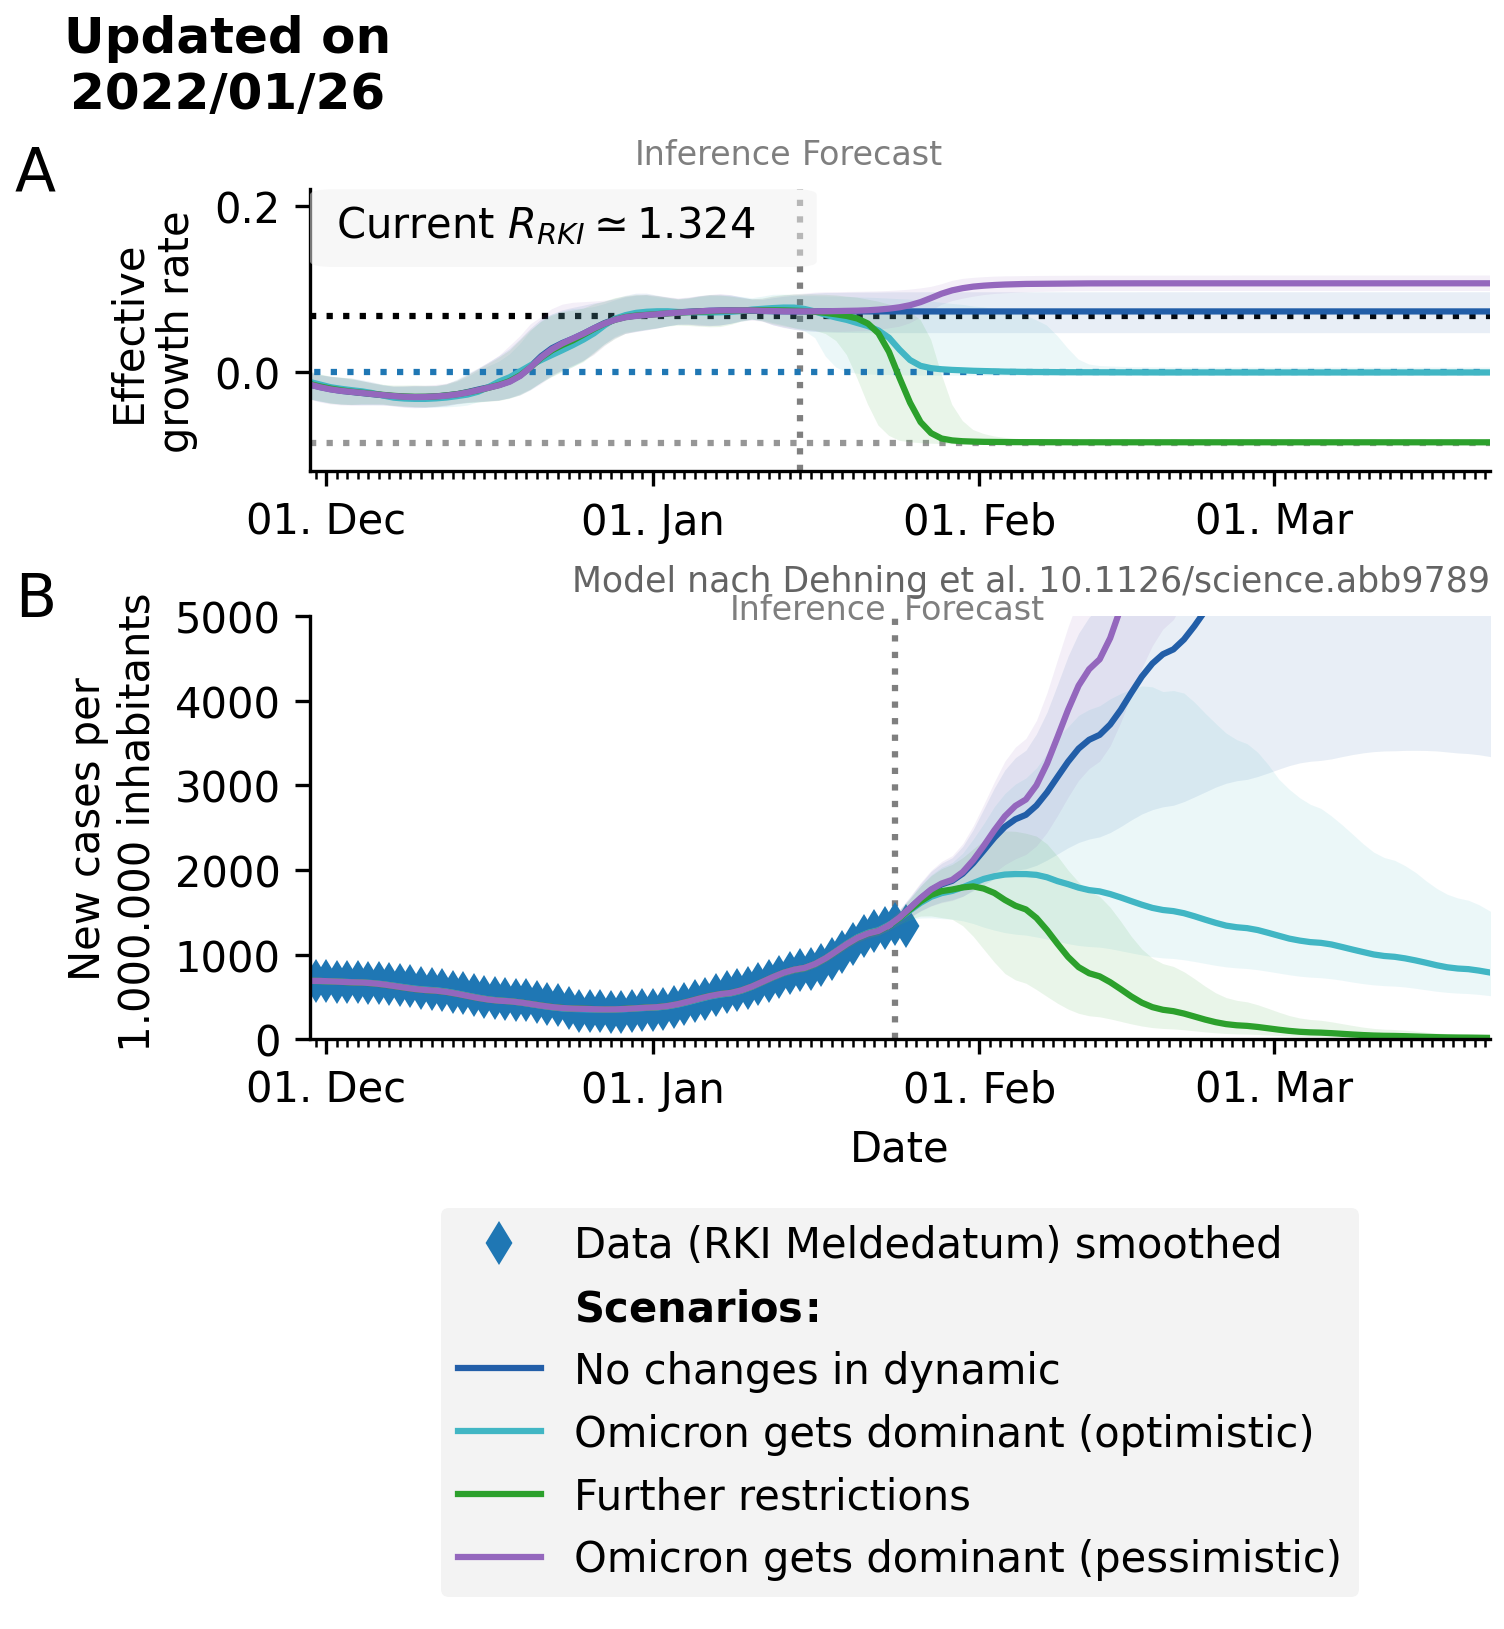 Updated on
2022/01/26
A
Inference Forecast
Current R_RKI ≃ 1.324
Effective
growth rate
0.2
0.0
01. Dec 01. Jan 01. Feb 01. Mar
Model nach Dehning et al. 10.1126/science.abb9789
B
Inference Forecast
New cases per
1.000.000 inhabitants
5000
4000
3000
2000
1000
0
01. Dec 01. Jan 01. Feb 01. Mar
Date
Data (RKI Meldedatum) smoothed
Scenarios:
No changes in dynamic
Omicron gets dominant (optimistic)
Further restrictions
Omicron gets dominant (pessimistic)